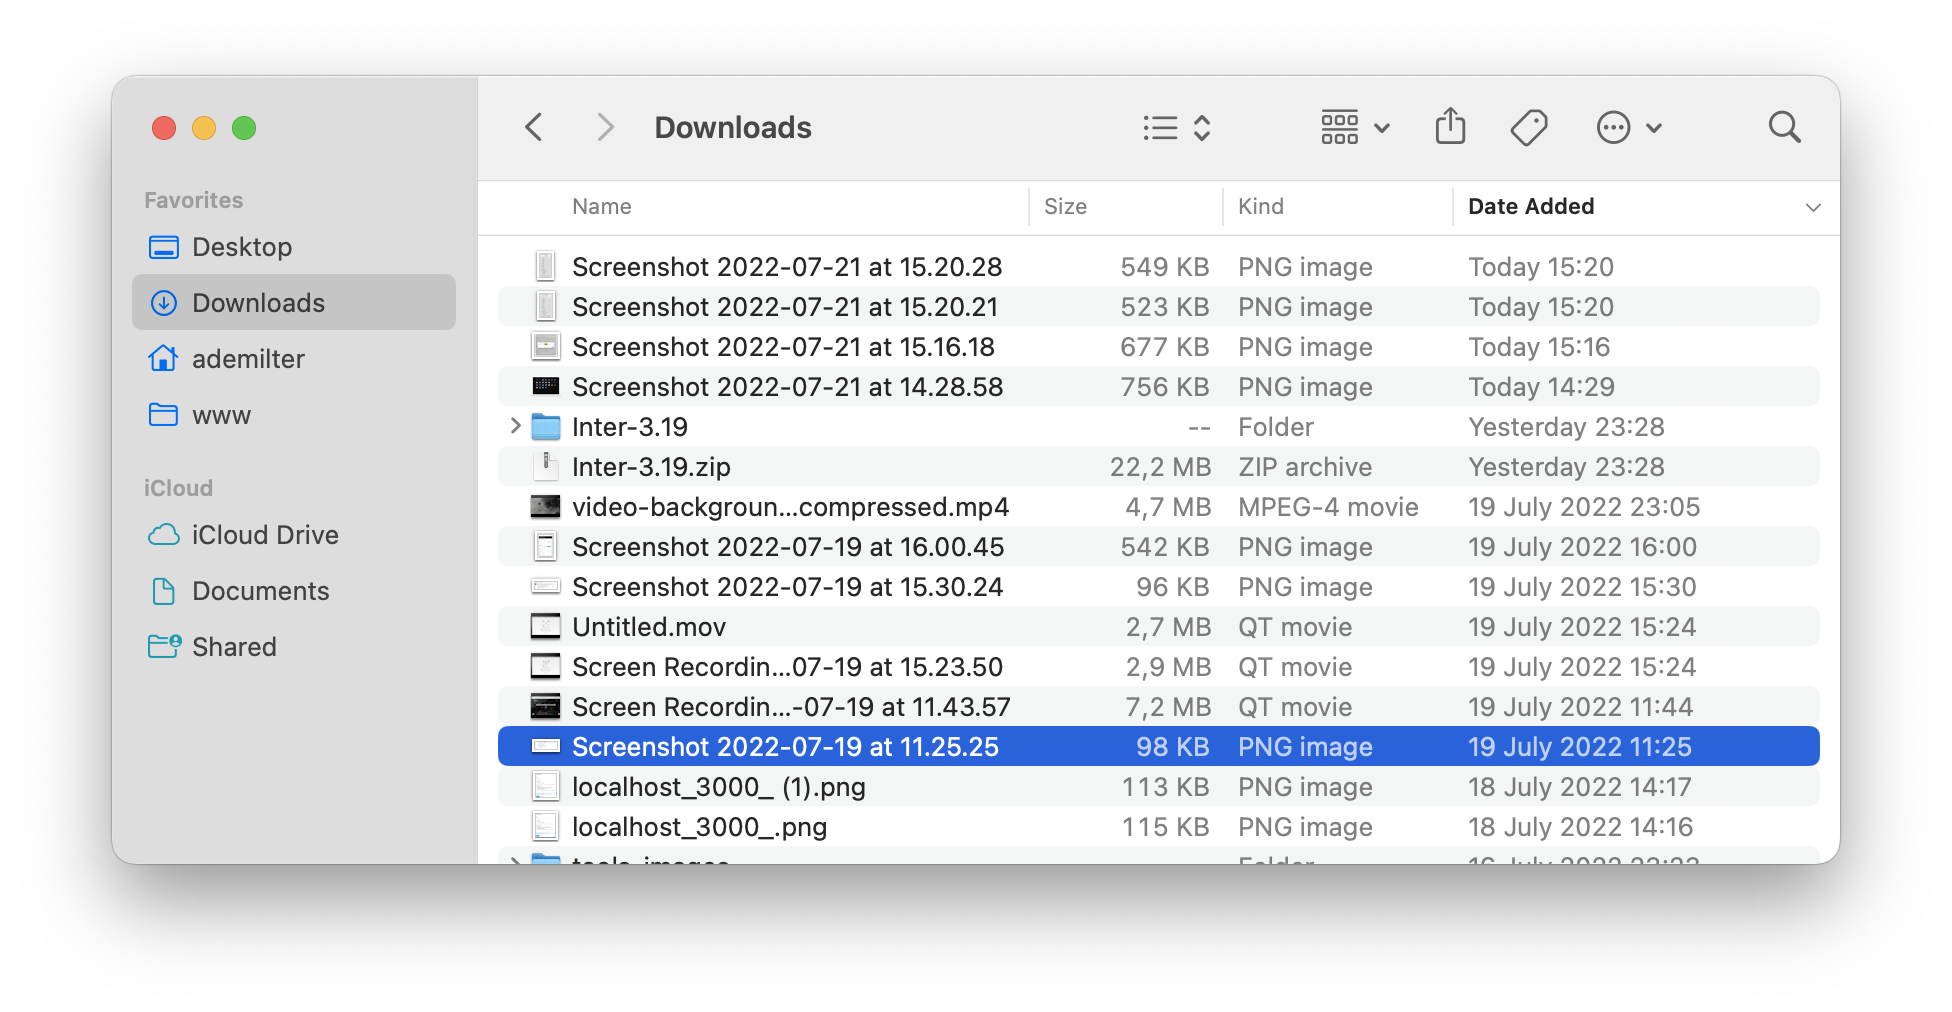 Favorites
Desktop
Downloads
ademilter
www
iCloud
iCloud Drive
Documents
Shared
Downloads
Name Size Kind Date Added
Screenshot 2022-07-21 at 15.20.28 549 KB PNG image Today 15:20
Screenshot 2022-07-21 at 15.20.21 523 KB PNG image Today 15:20
Screenshot 2022-07-21 at 15.16.18 677 KB PNG image Today 15:16
Screenshot 2022-07-21 at 14.28.58 756 KB PNG image Today 14:29
Inter-3.19 -- Folder Yesterday 23:28
Inter-3.19.zip 22,2 MB ZIP archive Yesterday 23:28
video-backgroun...compressed.mp4 4,7 MB MPEG-4 movie 19 July 2022 23:05
Screenshot 2022-07-19 at 16.00.45 542 KB PNG image 19 July 2022 16:00
Screenshot 2022-07-19 at 15.30.24 96 KB PNG image 19 July 2022 15:30
Untitled.mov 2,7 MB QT movie 19 July 2022 15:24
Screen Recordin...07-19 at 15.23.50 2,9 MB QT movie 19 July 2022 15:24
Screen Recordin...-07-19 at 11.43.57 7,2 MB QT movie 19 July 2022 11:44
Screenshot 2022-07-19 at 11.25.25 98 KB PNG image 19 July 2022 11:25
localhost_3000_ (1).png 113 KB PNG image 18 July 2022 14:17
localhost_3000_.png 115 KB PNG image 18 July 2022 14:16
Folder July 2022